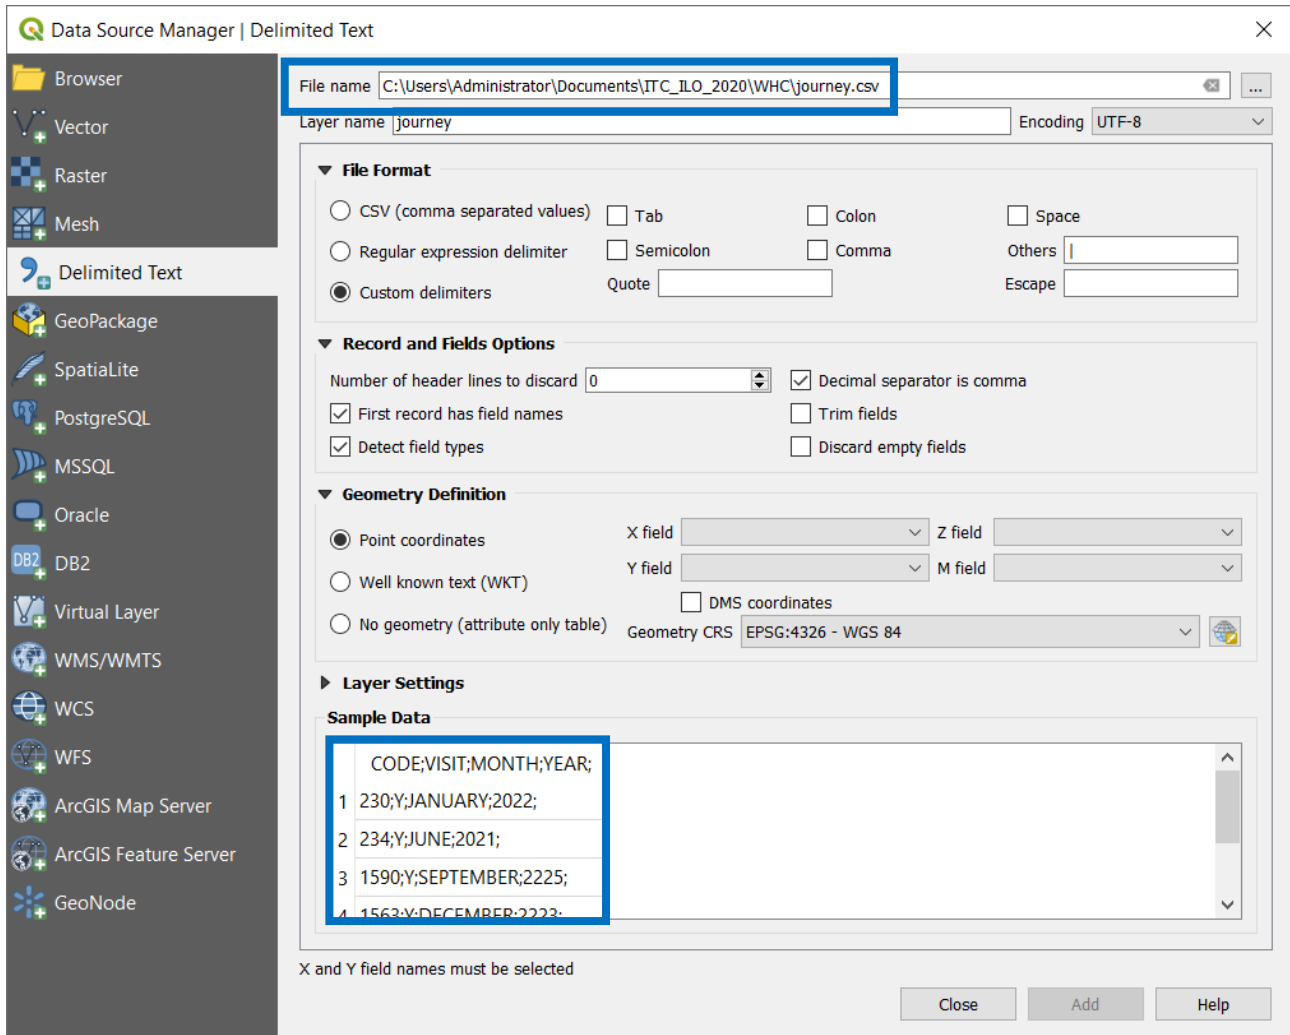 Data Source Manager | Delimited Text
Browser
Vector
Raster
Mesh
Delimited Text
GeoPackage
SpatiaLite
PostgreSQL
MSSQL
Oracle
DB2
DB2
Virtual Layer
WMS/WMTS
WCS
WFS
ArcGIS Map Server
ArcGIS Feature Server
GeoNode
File name C:\Users\Administrator\Documents\ITC_ILO_2020\WHC\journey.csv ...
Layer name journey Encoding UTF-8
File Format
CSV (comma separated values) Tab Colon Space
Regular expression delimiter Semicolon Comma Others |
Custom delimiters Quote Escape
Record and Fields Options
Number of header lines to discard 0 Decimal separator is comma
First record has field names Trim fields
Detect field types Discard empty fields
Geometry Definition
Point coordinates X field Z field
Well known text (WKT) Y field M field
DMS coordinates
No geometry (attribute only table) Geometry CRS EPSG:4326 - WGS 84
Layer Settings
Sample Data
CODE;VISIT;MONTH;YEAR;
1 230;Y;JANUARY;2022;
2 234;Y;JUNE;2021;
3 1590;Y;SEPTEMBER;2225;
4 1563;Y;DECEMBER;2223;
X and Y field names must be selected
Close Add Help